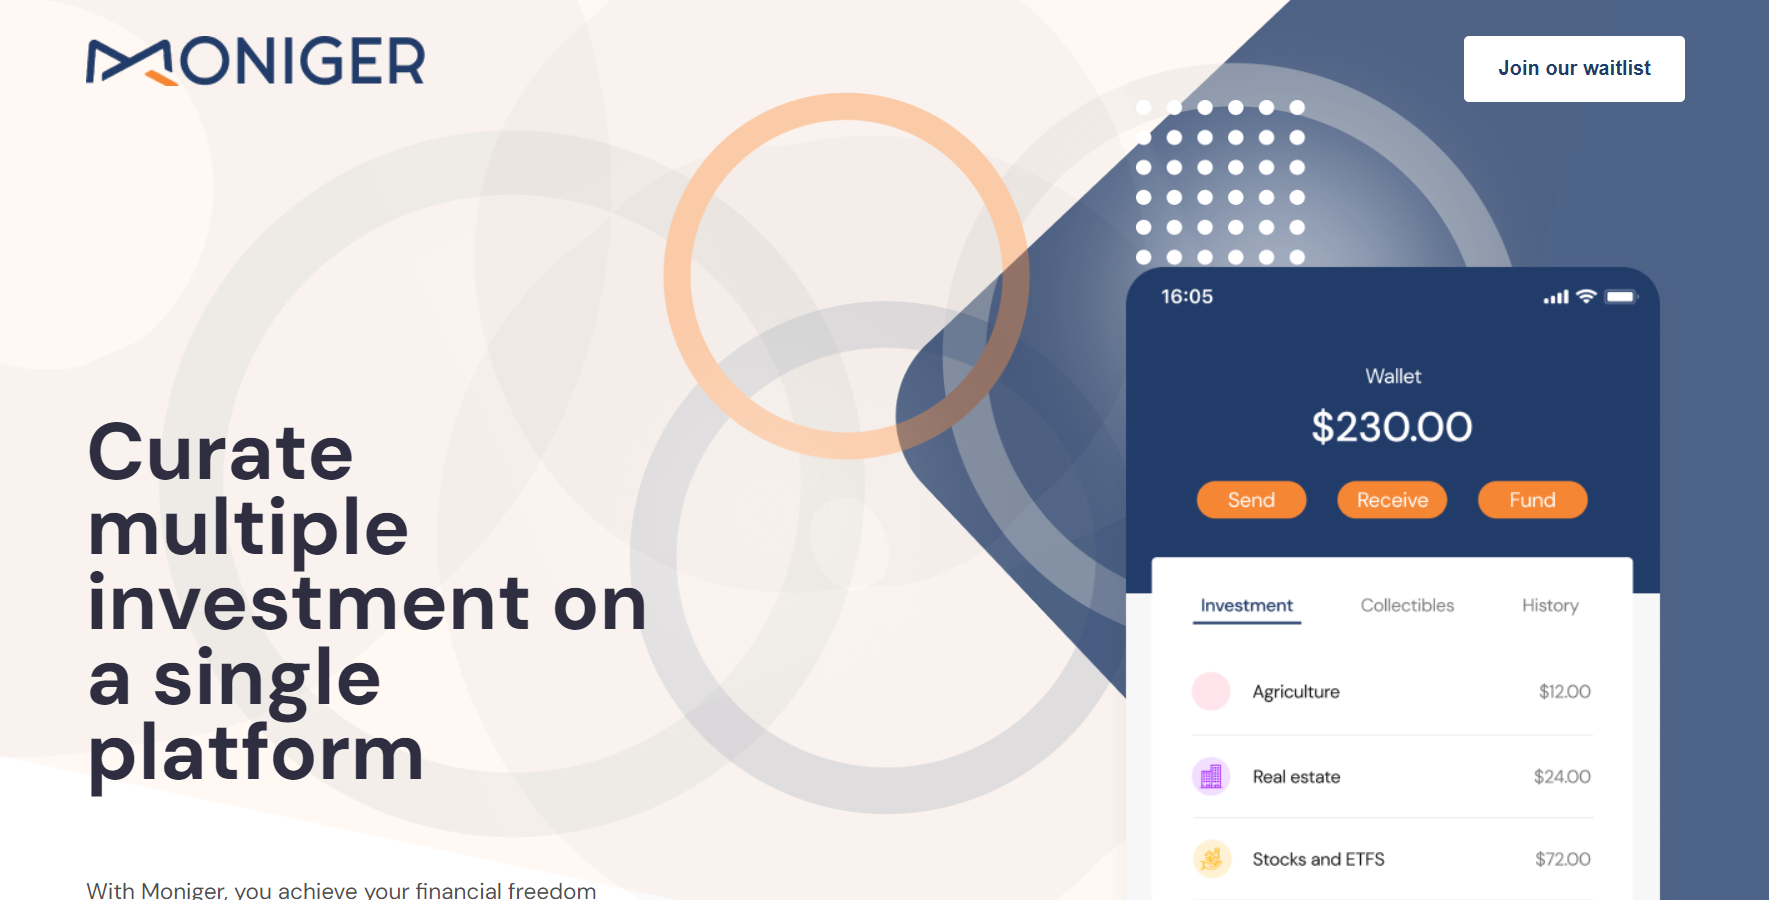 MONIGER
Join our waitlist
Curate
multiple
investment on
a single
platform
With Moniger, you achieve your financial freedom
16:05
Wallet
$230.00
Send Receive Fund
Investment Collectibles History
Agriculture $12.00
Real estate $24.00
Stocks and ETFS $72.00